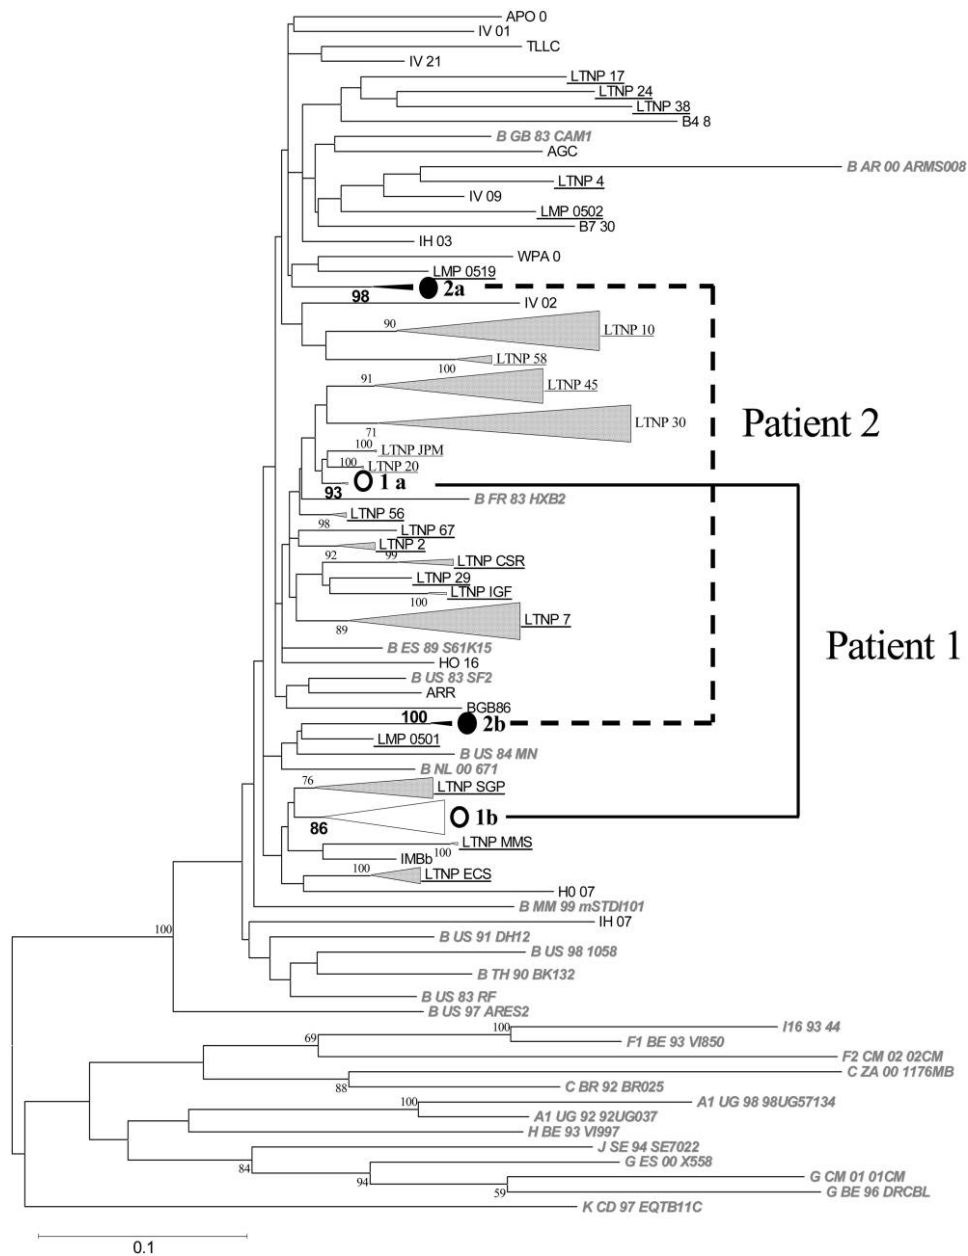 APO 0
IV 01
TLLC
IV 21
LTNP 17
LTNP 24
LTNP 38
B4 8
B GB 83 CAM1
AGC
B AR 00 ARMS008
LTNP 4
IV 09
LMP 0502
B7 30
IH 03
WPA 0
LMP 0519
98 2a
IV 02
90 LTNP 10
100 LTNP 58
91 LTNP 45
71 LTNP 30
Patient 2
100 LTNP JPM
100 LTNP 20
93 1 a
B FR 83 HXB2
LTNP 56
98 LTNP 67
LTNP 2
92 99 LTNP CSR
LTNP 29
100 LTNP IGF
89 LTNP 7
Patient 1
B ES 89 S61K15
HO 16
B US 83 SF2
ARR
BGB86
100 2b
LMP 0501
B US 84 MN
B NL 00 671
76 LTNP SGP
86 1b
100 LTNP MMS
IMBb
100 LTNP ECS
H0 07
B MM 99 mSTDI101
IH 07
100 B US 91 DH12
B US 98 1058
B TH 90 BK132
B US 83 RF
B US 97 ARES2
100 I16 93 44
69 F1 BE 93 VI850
F2 CM 02 02CM
C ZA 00 1176MB
88 C BR 92 BR025
100 A1 UG 98 98UG57134
A1 UG 92 92UG037
H BE 93 VI997
J SE 94 SE7022
84 G ES 00 X558
94 G CM 01 01CM
59 G BE 96 DRCBL
K CD 97 EQTB11C
0.1